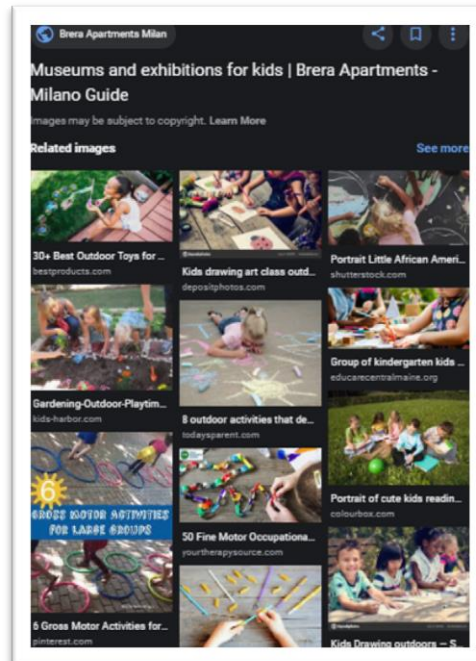 Brera Apartments Milan
Museums and exhibitions for kids | Brera Apartments -
Milano Guide
Images may be subject to copyright. Learn More
Related images
See more
30+ Best Outdoor Toys for ...
bestproducts.com
Gardening-Outdoor-Playtim...
kids-harbor.com
6
GROSS MOTOR ACTIVITIES
FOR LARGE GROUPS
6 Gross Motor Activities for...
pinterest.com
Kids drawing art class outd...
depositphotos.com
8 outdoor activities that de...
todaysparent.com
50 Fine Motor Occupationa...
yourtherapysource.com
Portrait Little African Ameri...
shutterstock.com
Group of kindergarten kids ...
educarecentralmaine.org
Portrait of cute kids readin...
colourbox.com
Kids Drawing outdoors — S...